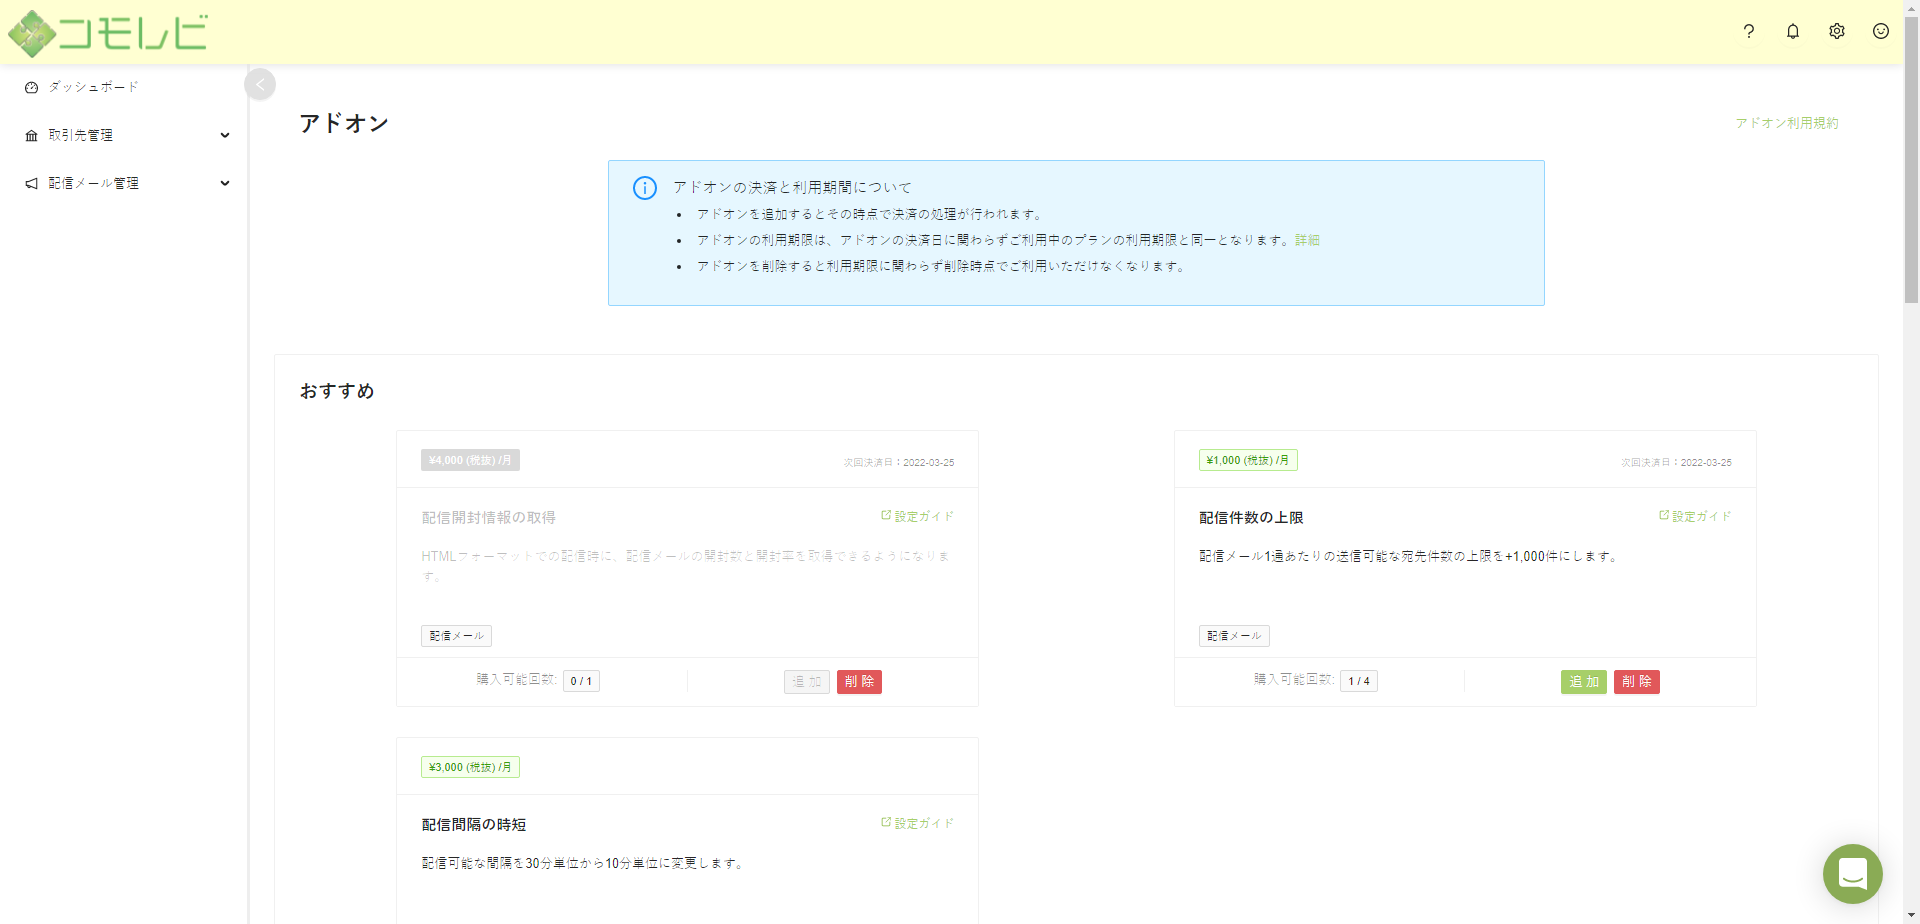 コモレビ
ダッシュボード
取引先管理
配信メール管理
アドオン
アドオン利用規約
アドオンの決済と利用期間について
アドオンを追加するとその時点で決済の処理が行われます。
アドオンの利用期限は、アドオンの決済日に関わらずご利用中のプランの利用期限と同一となります。詳細
アドオンを削除すると利用期限に関わらず削除時点でご利用いただけなくなります。
おすすめ
¥4,000 (税抜) /月
次回決済日：2022-03-25
配信開封情報の取得
設定ガイド
HTMLフォーマットでの配信時に、配信メールの開封数と開封率を取得できるようになりま
す。
配信メール
購入可能回数: 0 / 1
追 加
削 除
¥1,000 (税抜) /月
次回決済日：2022-03-25
配信件数の上限
設定ガイド
配信メール1通あたりの送信可能な宛先件数の上限を+1,000件にします。
配信メール
購入可能回数: 1 / 4
追 加
削 除
¥3,000 (税抜) /月
配信間隔の時短
設定ガイド
配信可能な間隔を30分単位から10分単位に変更します。